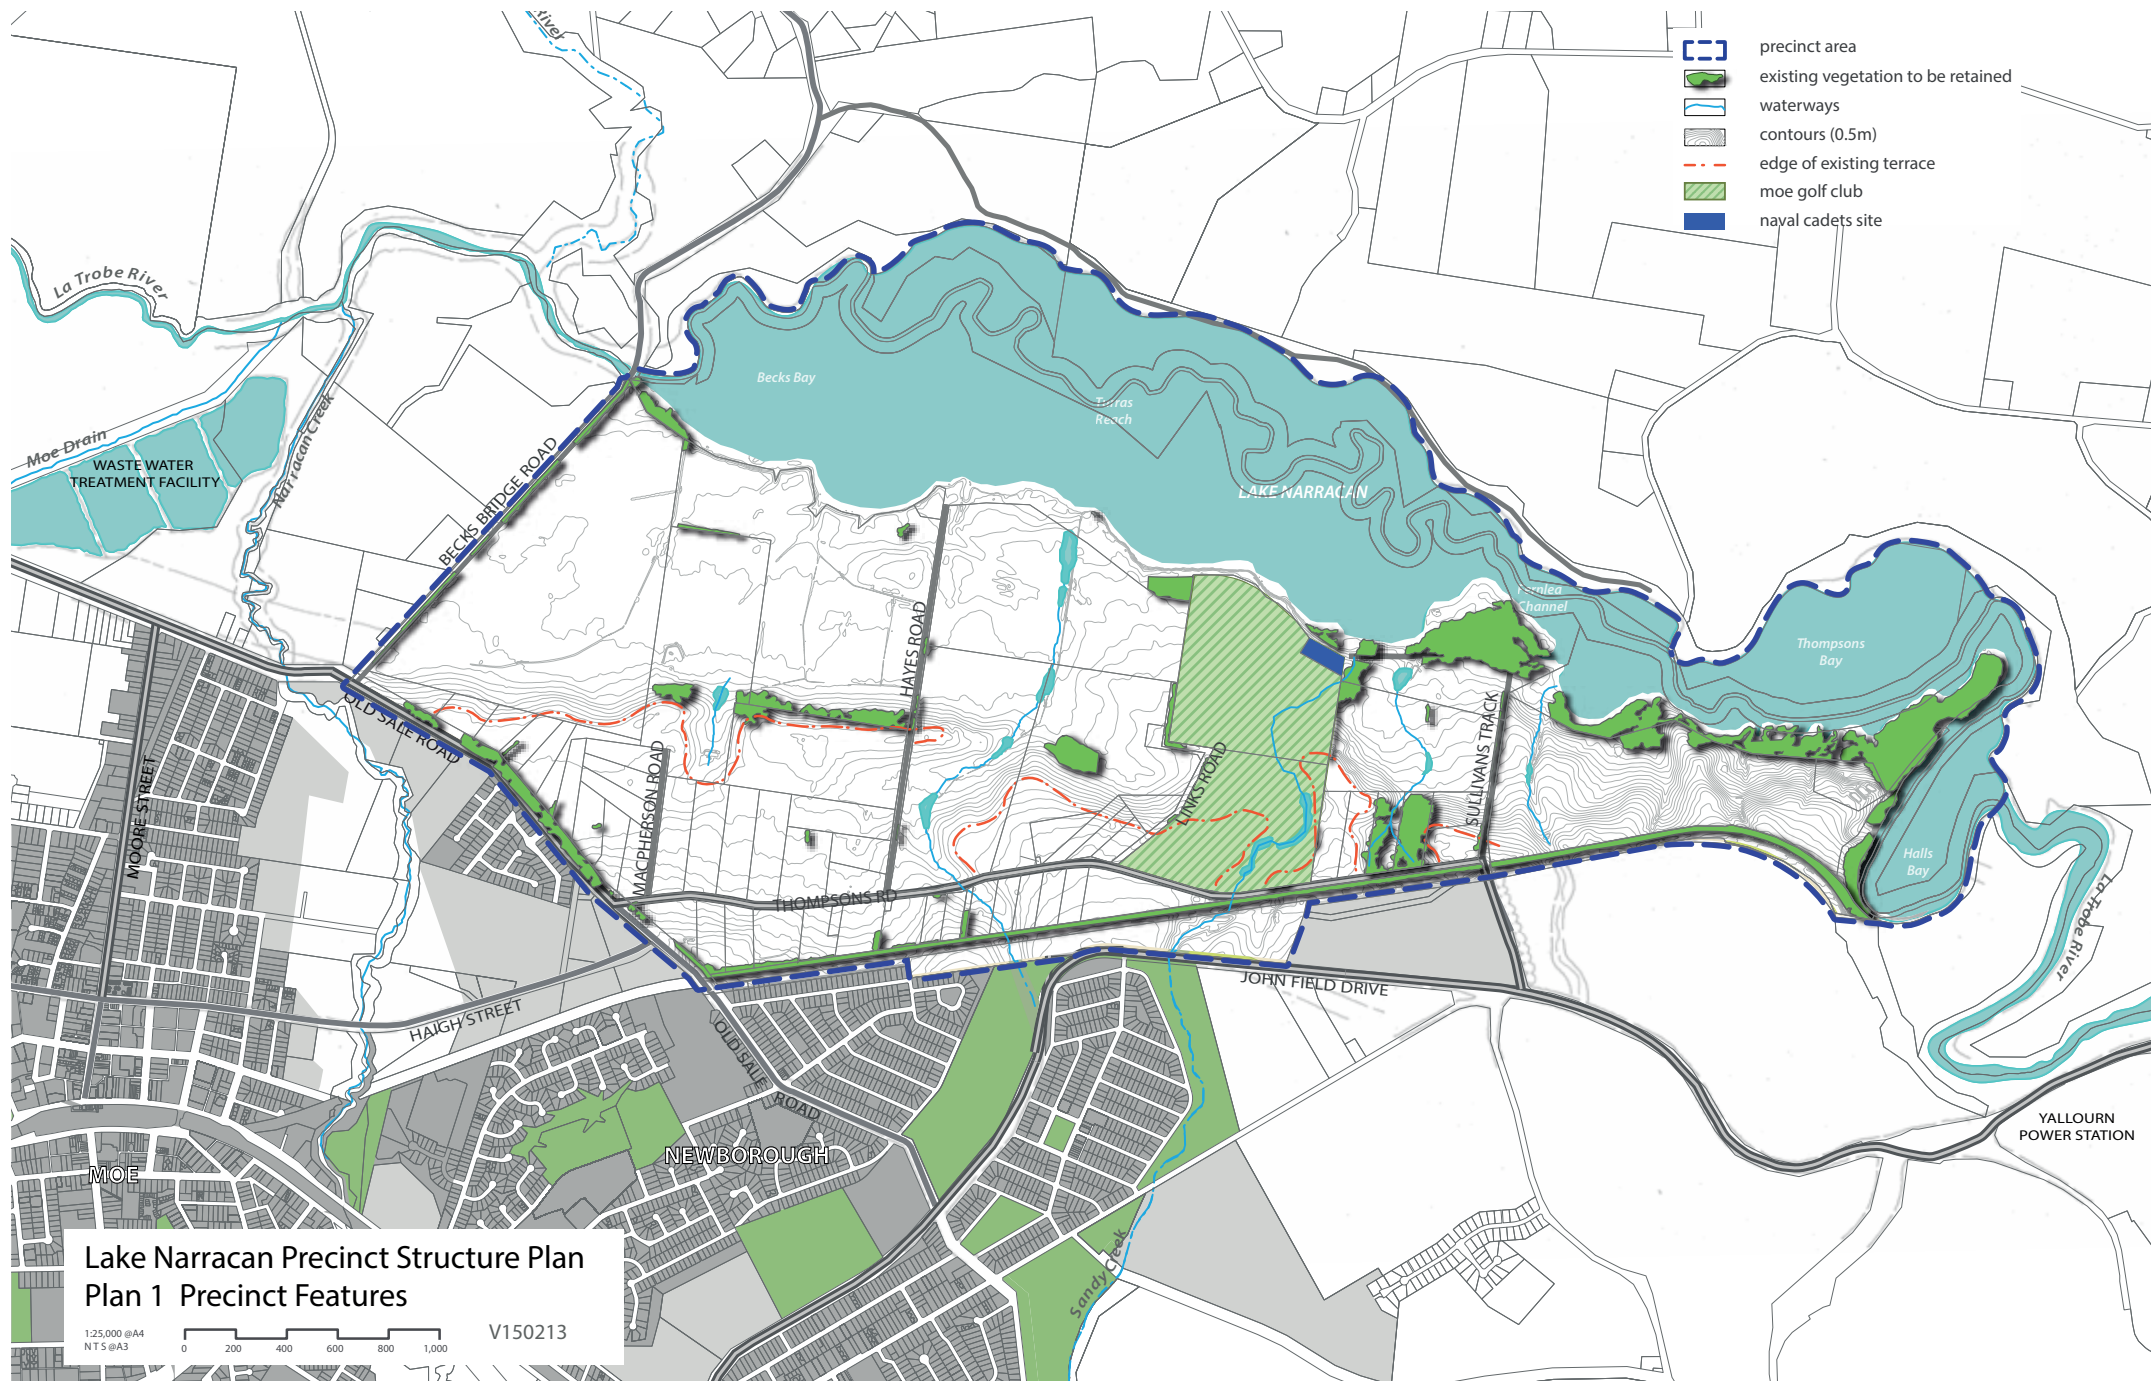 River
precinct area
existing vegetation to be retained
waterways
contours (0.5m)
edge of existing terrace
moe golf club
naval cadets site
La Trobe River
Becks Bay
Turras
Reach
Narracan Creek
Moe Drain
WASTE WATER
TREATMENT FACILITY
BECKS BRIDGE ROAD
LAKE NARRACAN
Fernlea
Channel
Thompsons
Bay
HAYES ROAD
OLD SALE ROAD
MOORE STREET
MACPHERSON ROAD
LINKS ROAD
SULLIVANS TRACK
Halls
Bay
THOMPSONS RD
La Trobe River
JOHN FIELD DRIVE
HAIGH STREET
OLD SALE
ROAD
YALLOURN
POWER STATION
NEWBOROUGH
MOE
Sandy Creek
Lake Narracan Precinct Structure Plan
Plan 1 Precinct Features
1:25,000 @A4
N T S @A3
0 200 400 600 800 1,000
V150213